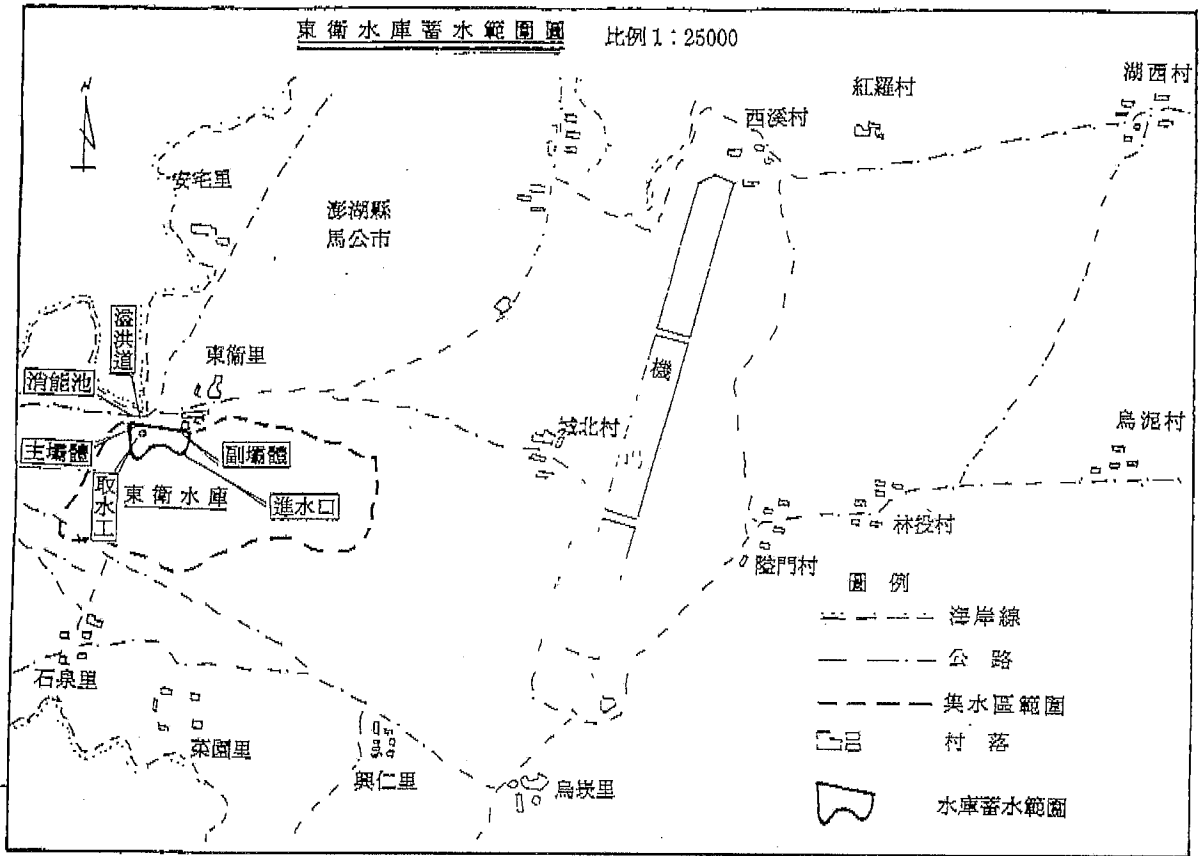 東衛水庫蓄水範圍圖
比例1:25000
N
湖西村
紅羅村
西溪村
安宅里
澎湖縣
馬公市
溢洪道
東衛里
消能池
機
城北村
烏泥村
主壩體
副壩體
取水工
東衛水庫
進水口
林投村
隘門村
圖例
海岸線
公路
石泉里
集水區範圍
村落
菜園里
興仁里
烏崁里
水庫蓄水範圍